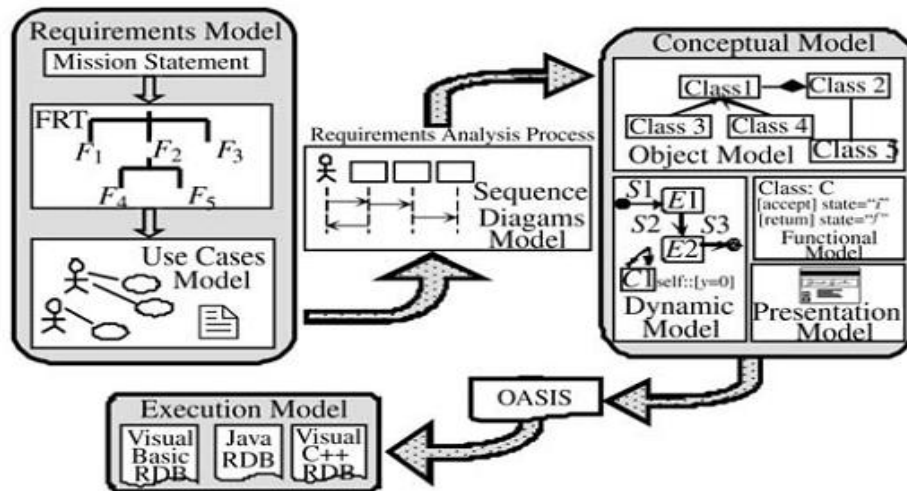 Requirements Model
Mission Statement
FRT
F1 F2 F3
F4 F5
Use Cases
Model
Requirements Analysis Process
Sequence
Diagams
Model
Conceptual Model
Class1 Class 2
Class 3 Class 4
Class 5
Object Model
S1 E1
S2 S3
E2
C1 self::[y=0]
Dynamic
Model
Class: C
[accept] state="i"
[return] state="f"
Functional
Model
Presentation
Model
OASIS
Execution Model
Visual
Basic
RDB
Java
RDB
Visual
C++
RDB